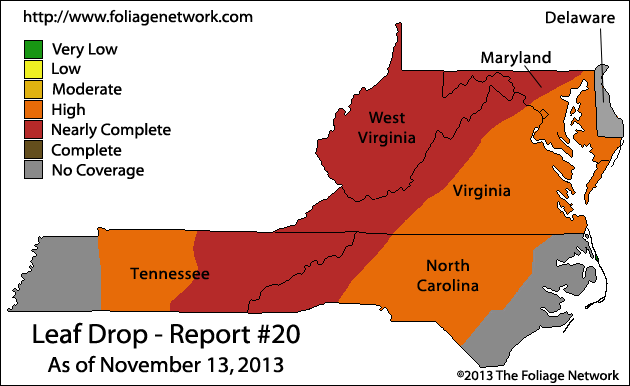 http://www.foliagenetwork.com
Delaware
Very Low
Low
Moderate
High
Nearly Complete
Complete
No Coverage
Maryland
West
Virginia
Virginia
Tennessee
North
Carolina
Leaf Drop - Report #20
As of November 13, 2013
©2013 The Foliage Network